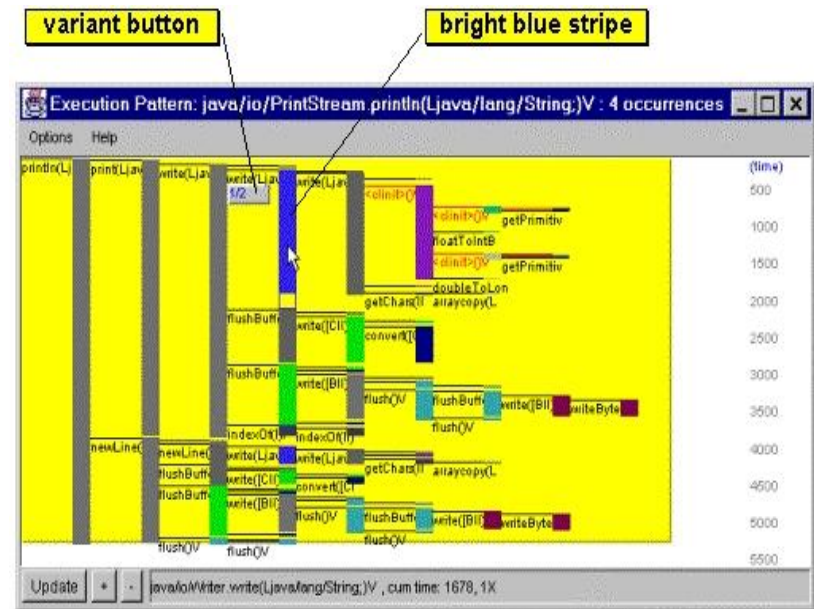 variant button
bright blue stripe
Execution Pattern: java/io/PrintStream.println(Ljava/lang/String;)V : 4 occurrences
Options Help
println(Lj print(Ljav write(Ljav write(Ljav write(Ljav (time)
1/2 <clinit>()V 500
<clinit>()V getPrimitiv
floatToIntB 1000
<clinit>()V getPrimitiv 1500
doubleToLon
getChars(II arraycopy(L 2000
flushBuff write([CII) convert([C 2500
flushBuff write([BII) 3000
flush()V flushBuff write([BII) writeByte
flush()V 3500
indexOf(I) indexOf(II)
newLine( newLine( write(Ljav write(Ljav 4000
flushBuff write([CII) convert([CI getChars(II arraycopy(L
flushBuff write([BII) 4500
flush()V flushBuff write([BII) writeByte 5000
flush()V flush()V flush()V
5500
Update + - java/io/Writer.write(Ljava/lang/String;)V , cum time: 1678, 1X